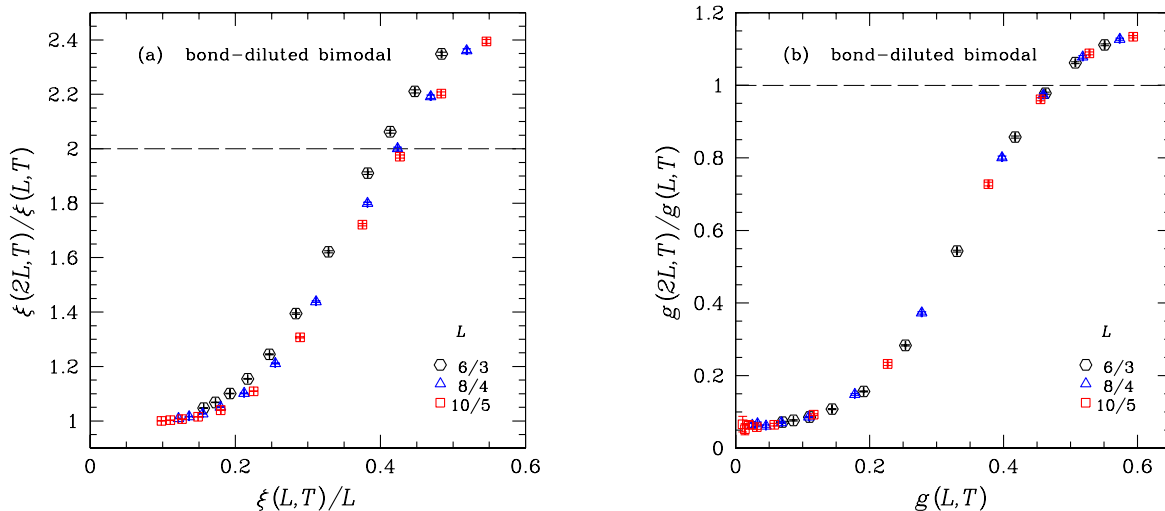 (a) bond-diluted bimodal
2.4
2.2
2
1.8
1.6
1.4
1.2
1
ξ(2L,T)/ξ(L,T)
L
6/3
8/4
10/5
0 0.2 0.4 0.6
ξ(L,T)/L
(b) bond-diluted bimodal
1.2
1
0.8
0.6
0.4
0.2
0
g(2L,T)/g(L,T)
L
6/3
8/4
10/5
0 0.2 0.4 0.6
g(L,T)